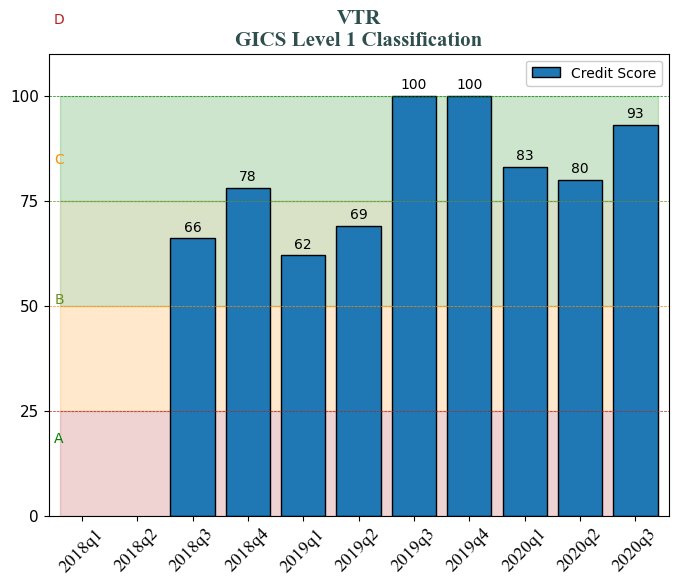 D
VTR
GICS Level 1 Classification
Credit Score
100
75
50
25
0
C
B
A
66
78
62
69
100
100
83
80
93
2018q1
2018q2
2018q3
2018q4
2019q1
2019q2
2019q3
2019q4
2020q1
2020q2
2020q3